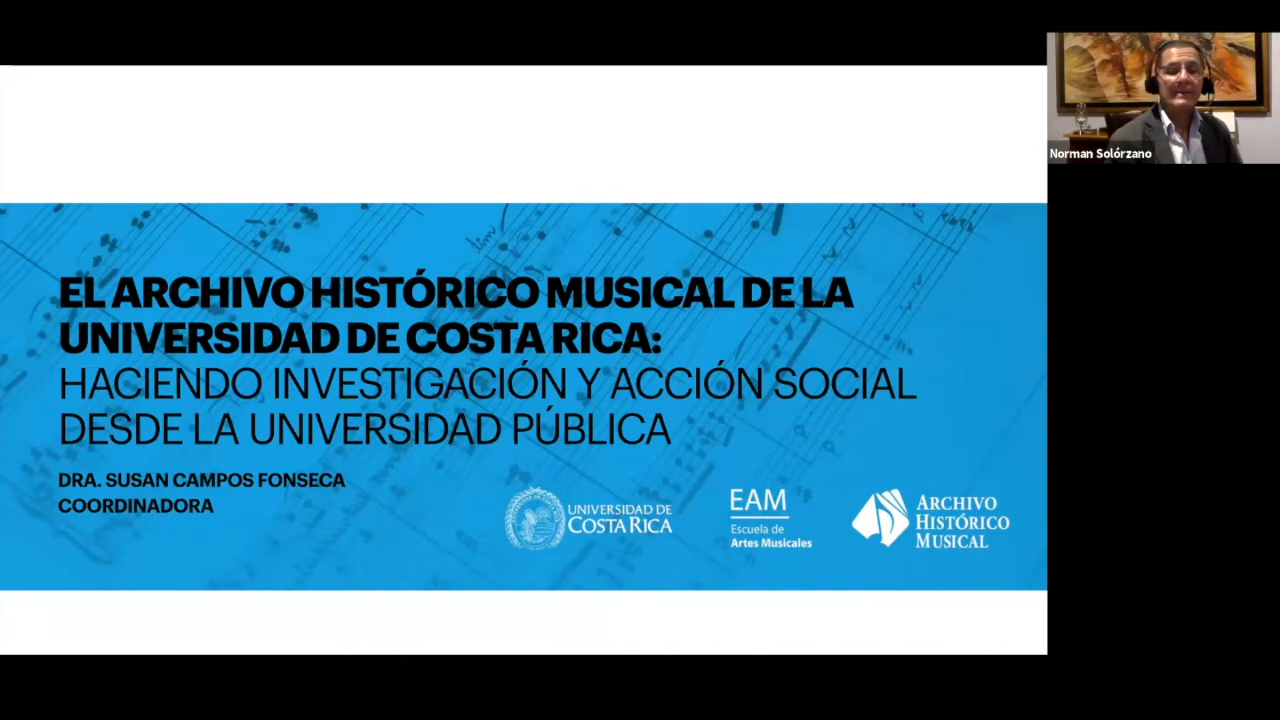 EL ARCHIVO HISTÓRICO MUSICAL DE LA
UNIVERSIDAD DE COSTA RICA:
HACIENDO INVESTIGACIÓN Y ACCIÓN SOCIAL
DESDE LA UNIVERSIDAD PÚBLICA
DRA. SUSAN CAMPOS FONSECA
COORDINADORA
UNIVERSIDAD DE
COSTA RICA
EAM
Escuela de
Artes Musicales
ARCHIVO
HISTÓRICO
MUSICAL
Norman Solórzano
dim